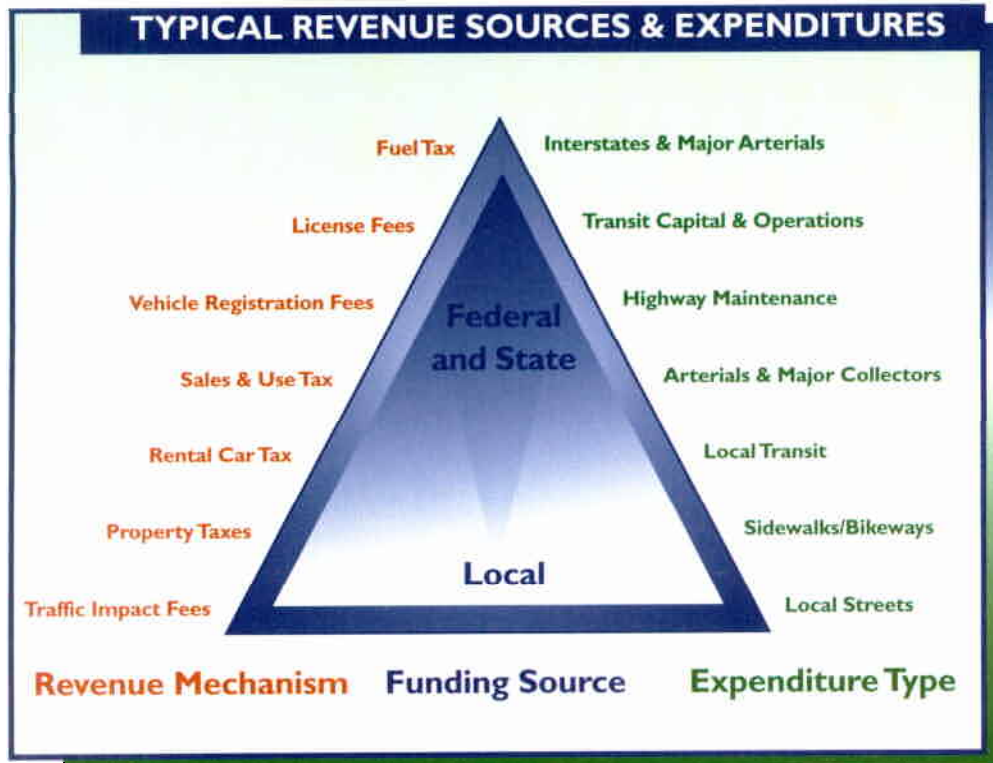 TYPICAL REVENUE SOURCES & EXPENDITURES
Fuel Tax
Interstates & Major Arterials
License Fees
Transit Capital & Operations
Vehicle Registration Fees
Highway Maintenance
Federal
and State
Sales & Use Tax
Arterials & Major Collectors
Rental Car Tax
Local Transit
Property Taxes
Sidewalks/Bikeways
Local
Traffic Impact Fees
Local Streets
Revenue Mechanism
Funding Source
Expenditure Type